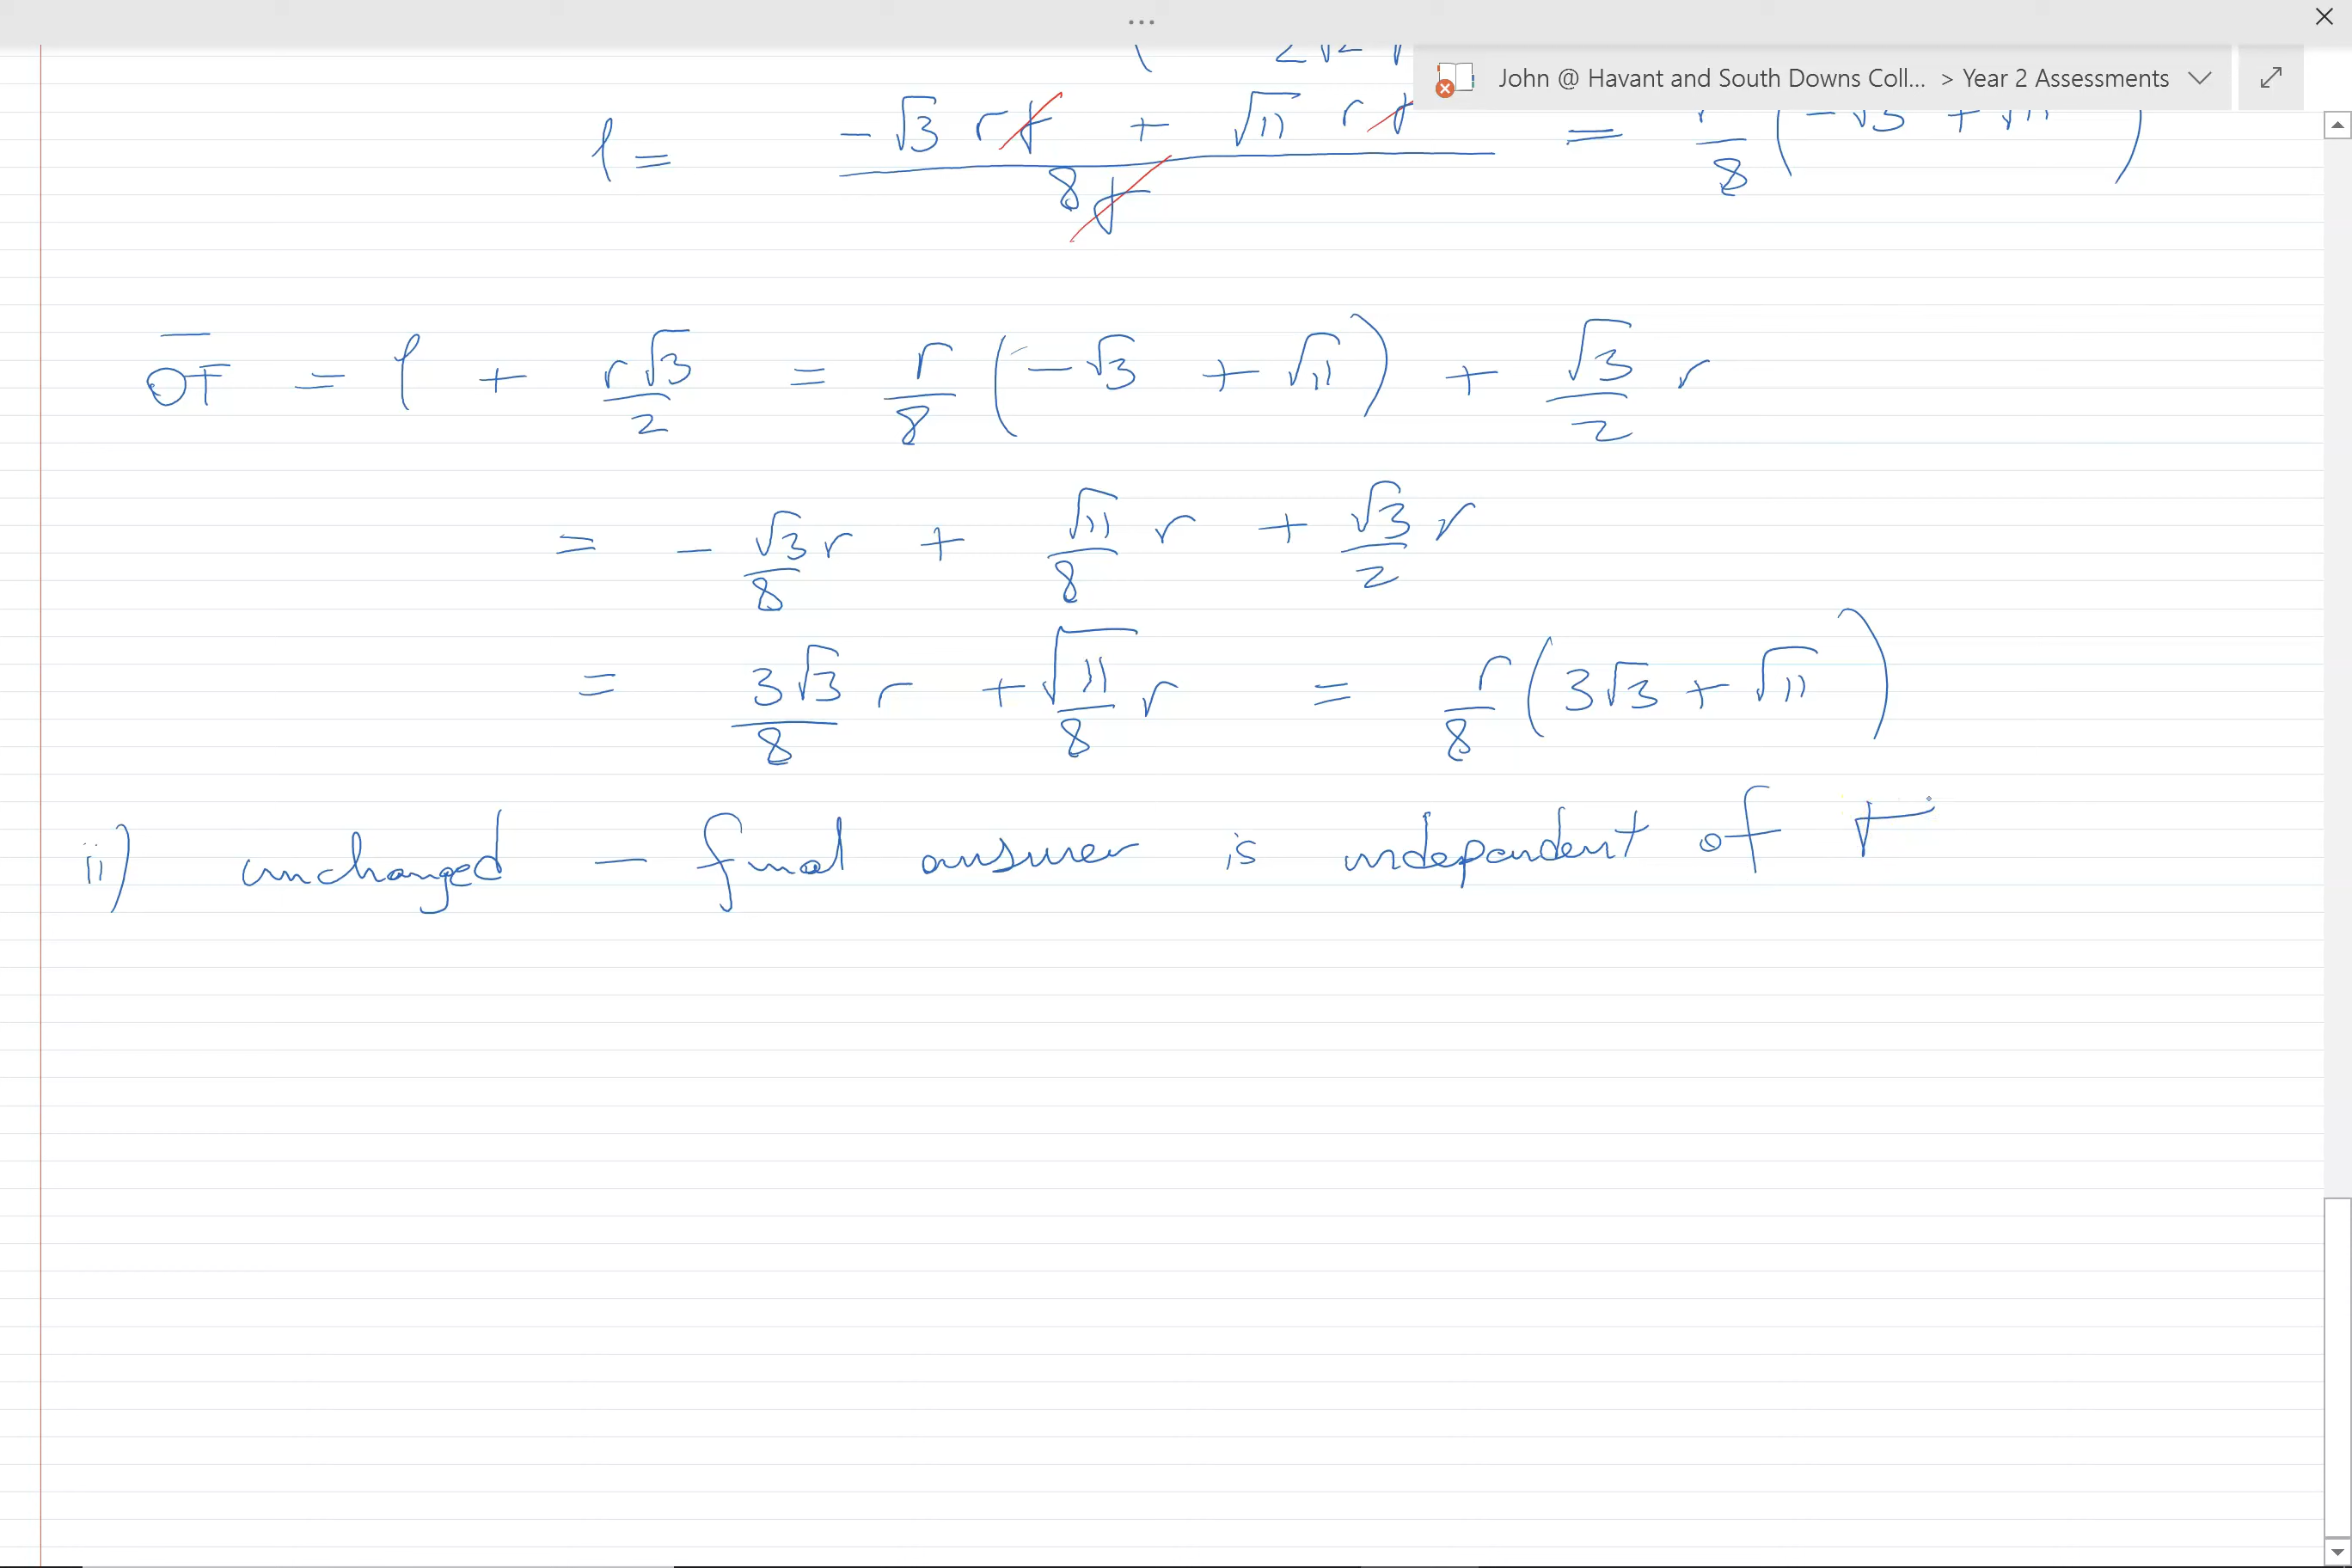 John @ Havant and South Downs Coll... > Year 2 Assessments
l = (-√3 r + √11 r) / 8 = r/8 (-√3 + √11)
OT = l + r√3/2 = r/8 (-√3 + √11) + √3/2 r
= -√3/8 r + √11/8 r + √3/2 r
= 3√3/8 r + √11/8 r = r/8 (3√3 + √11)
ii) unchanged - final answer is independent of